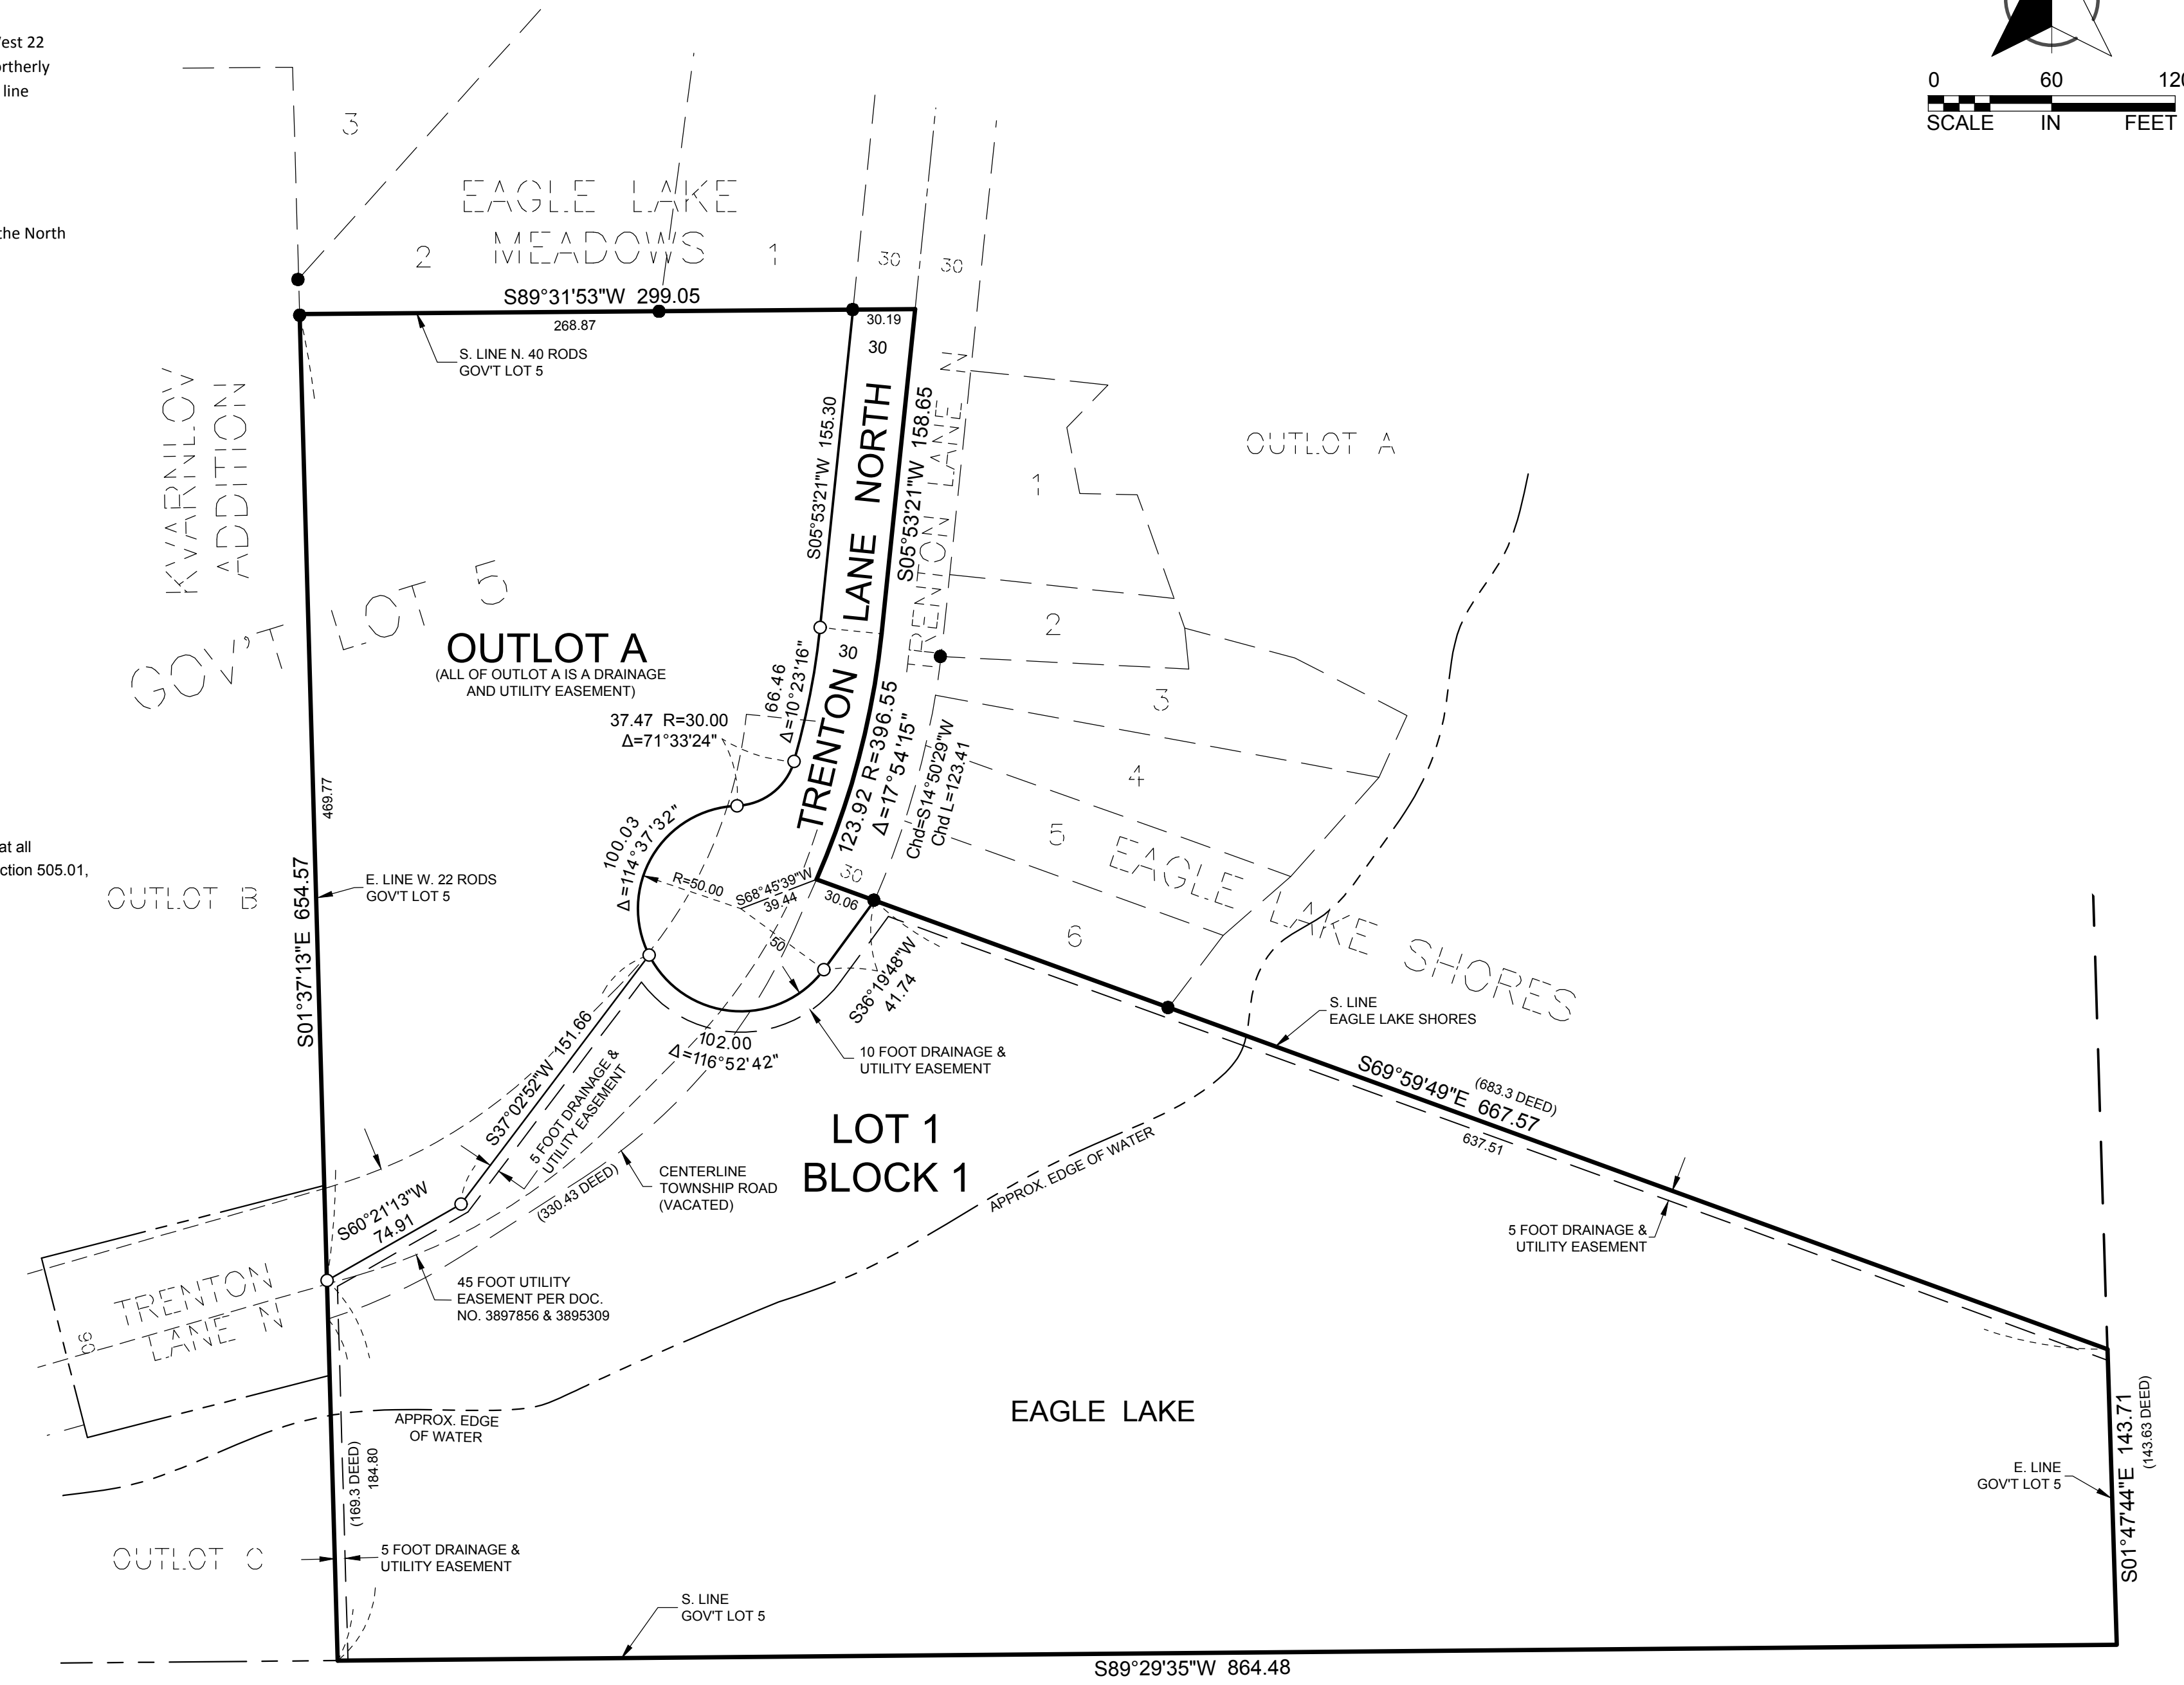 Vest 22
ortherly
line
the North
at all
ction 505.01,
0 60 120
SCALE IN FEET
3
EAGLE LAKE
MEADOWS
2
1
30
30
S89°31'53"W 299.05
268.87
30.19
30
S. LINE N. 40 RODS
GOV'T LOT 5
KVARNLOV
ADDITION
GOV'T LOT 5
OUTLOT A
(ALL OF OUTLOT A IS A DRAINAGE
AND UTILITY EASEMENT)
S05°53'21"W 155.30
TRENTON LANE NORTH
S05°53'21"W 158.65
TRENTON LANE N
30
OUTLOT A
1
2
3
4
5
6
EAGLE LAKE SHORES
66.46
Δ=10°23'16"
37.47 R=30.00
Δ=71°33'24"
123.92 R=396.55
Δ=17°54'15"
Chd=S14°50'29"W
Chd L=123.41
100.03
Δ=114°37'32"
R=50.00
S68°45'39"W
39.44
30
30.06
50
S36°19'48"W
41.74
102.00
Δ=116°52'42"
10 FOOT DRAINAGE &
UTILITY EASEMENT
469.77
S01°37'13"E 654.57
E. LINE W. 22 RODS
GOV'T LOT 5
OUTLOT B
S37°02'52"W 151.66
5 FOOT DRAINAGE &
UTILITY EASEMENT
(330.43 DEED)
CENTERLINE
TOWNSHIP ROAD
(VACATED)
LOT 1
BLOCK 1
APPROX. EDGE OF WATER
S. LINE
EAGLE LAKE SHORES
S69°59'49"E 667.57
(683.3 DEED)
637.51
5 FOOT DRAINAGE &
UTILITY EASEMENT
S60°21'13"W
74.91
45 FOOT UTILITY
EASEMENT PER DOC.
NO. 3897856 & 3895309
TRENTON
LANE N
66
APPROX. EDGE
OF WATER
EAGLE LAKE
(169.3 DEED)
184.80
S01°47'44"E 143.71
(143.63 DEED)
E. LINE
GOV'T LOT 5
OUTLOT C
5 FOOT DRAINAGE &
UTILITY EASEMENT
S. LINE
GOV'T LOT 5
S89°29'35"W 864.48